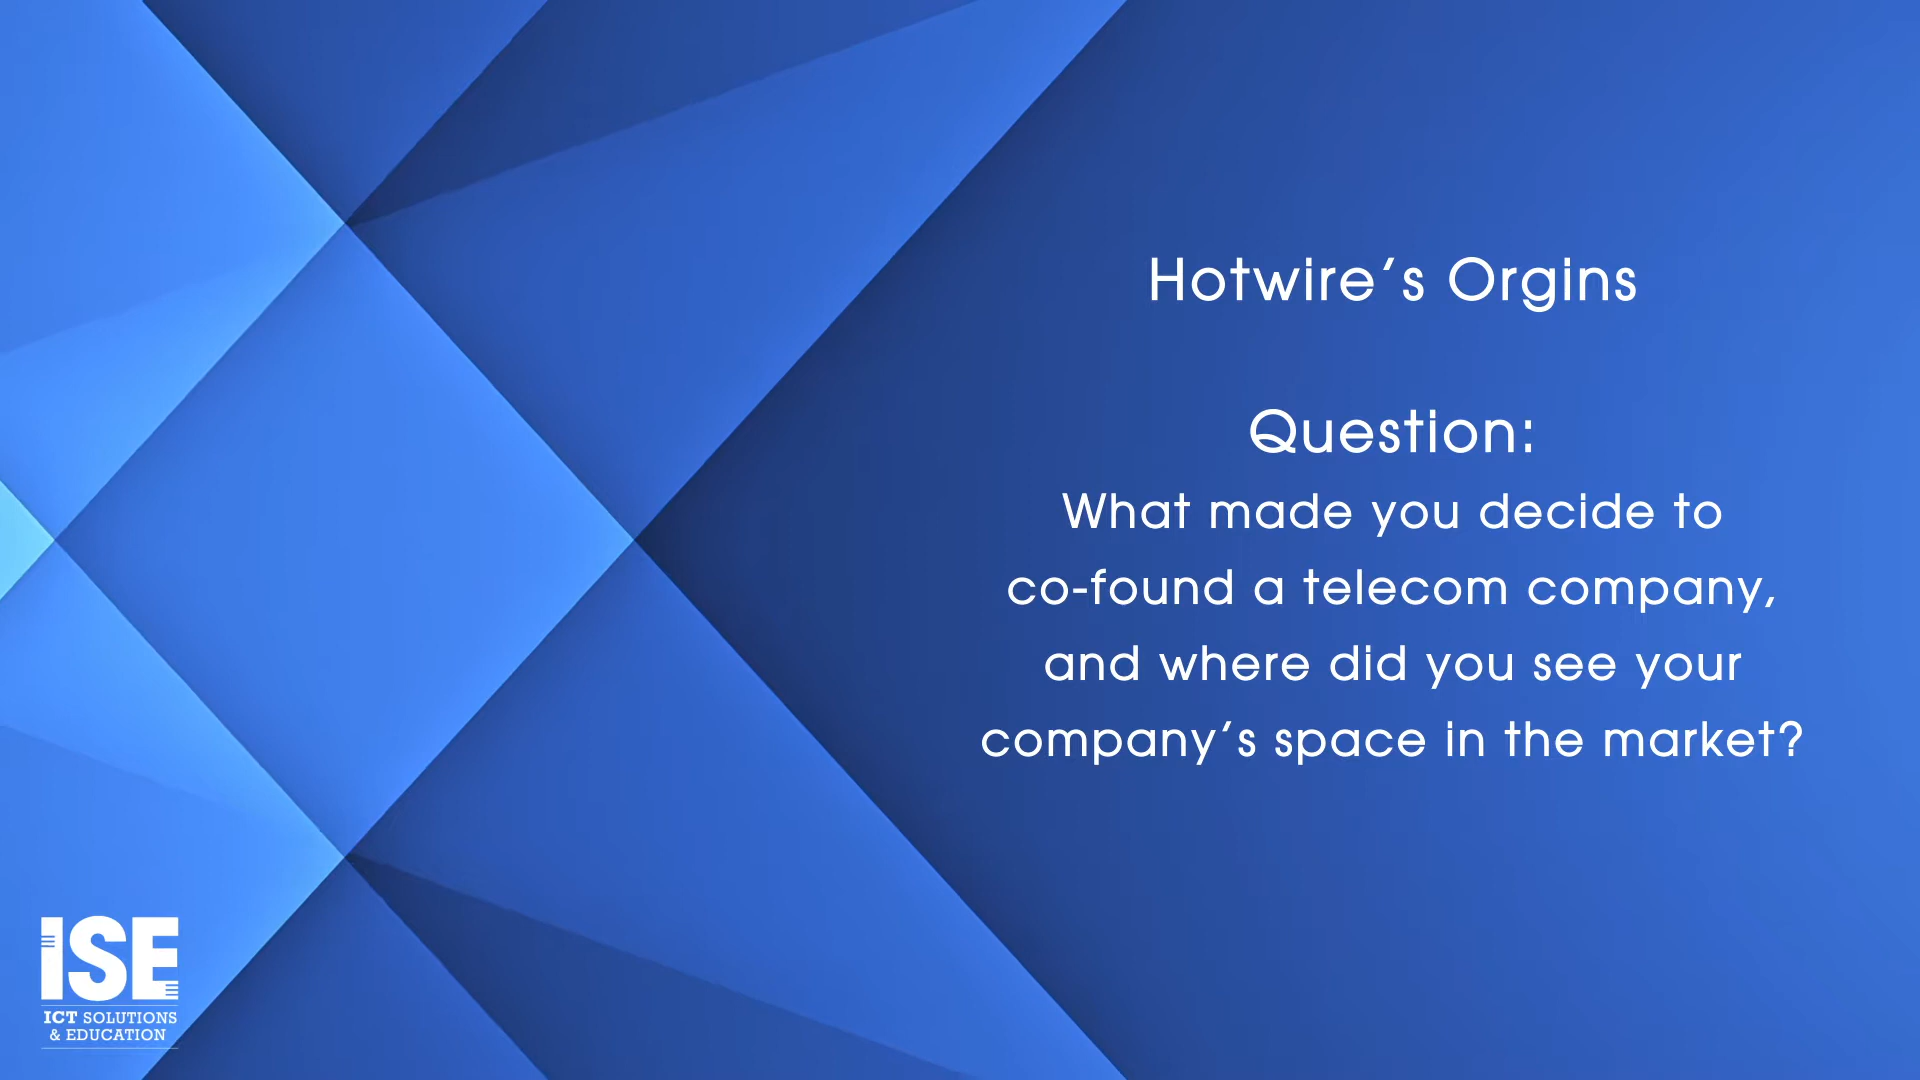 Hotwire's Orgins
Question:
What made you decide to
co-found a telecom company,
and where did you see your
company's space in the market?
ISE
ICT SOLUTIONS
& EDUCATION